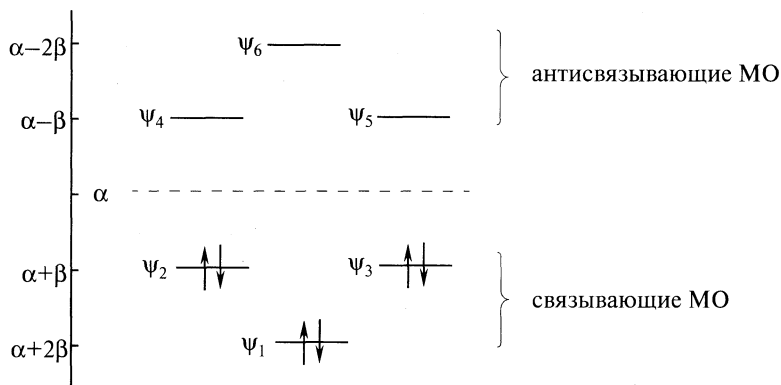 α−2β
ψ₆
антисвязывающие МО
α−β
ψ₄
ψ₅
α
α+β
ψ₂
ψ₃
связывающие МО
α+2β
ψ₁